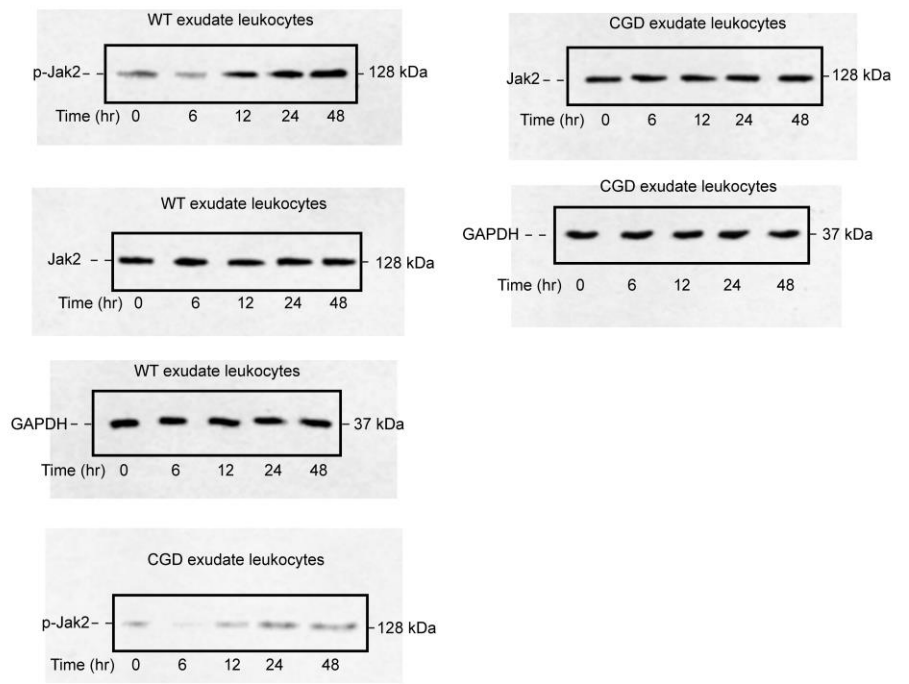 WT exudate leukocytes
p-Jak2- - - 128 kDa
Time (hr) 0 6 12 24 48
WT exudate leukocytes
Jak2 - - - 128 kDa
Time (hr) 0 6 12 24 48
WT exudate leukocytes
GAPDH - - - 37 kDa
Time (hr) 0 6 12 24 48
CGD exudate leukocytes
p-Jak2- - - 128 kDa
Time (hr) 0 6 12 24 48
CGD exudate leukocytes
Jak2 - - - 128 kDa
Time (hr) 0 6 12 24 48
CGD exudate leukocytes
GAPDH - - - 37 kDa
Time (hr) 0 6 12 24 48